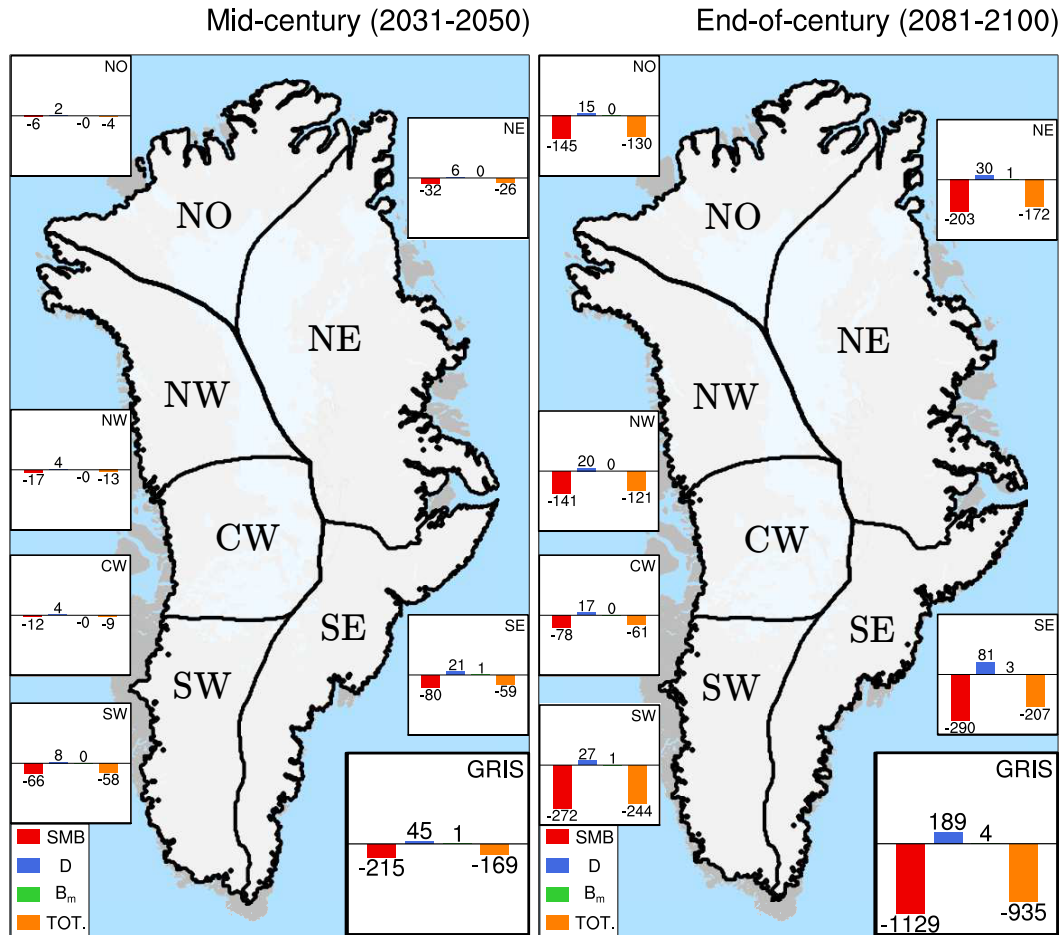 Mid-century (2031-2050)
NO
2
-6 -0 -4
NE
6 0
-32 -26
NO
NE
NW
NW
4
-17 -0 -13
CW
CW
4
-12 -0 -9
SE
SE
21 1
-80 -59
SW
SW
8 0
-66 -58
GRIS
45 1
-215 -169
SMB
D
Bm
TOT.
End-of-century (2081-2100)
NO
15 0
-145 -130
NE
30 1
-203 -172
NO
NE
NW
NW
20 0
-141 -121
CW
CW
17 0
-78 -61
SE
SE
81 3
-290 -207
SW
SW
27 1
-272 -244
GRIS
189 4
-1129 -935
SMB
D
Bm
TOT.